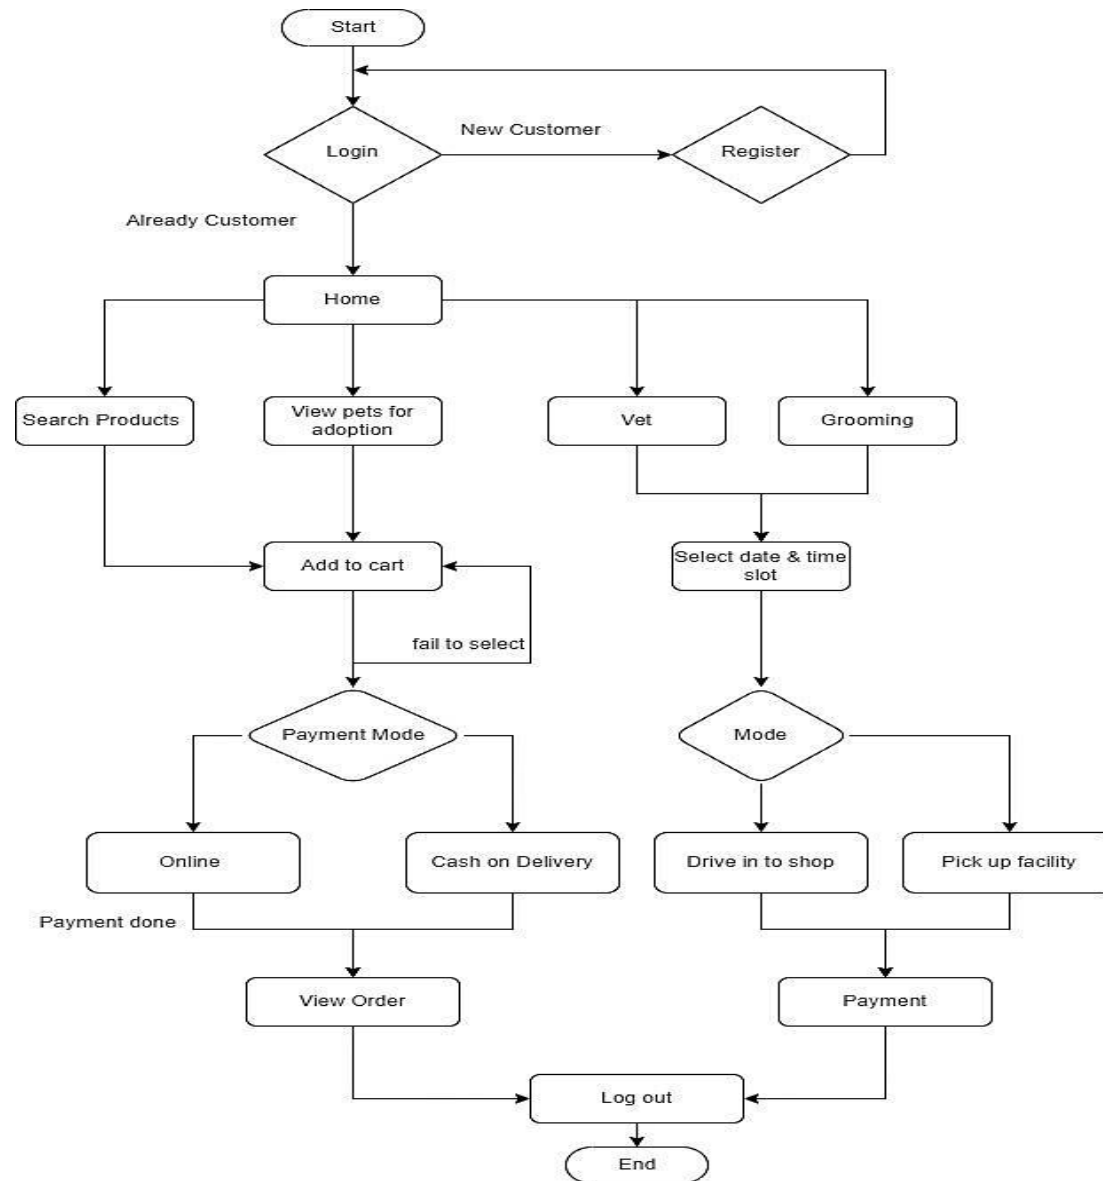 Start
New Customer
Login
Register
Already Customer
Home
Search Products
View pets for
adoption
Vet
Grooming
Add to cart
Select date & time
slot
fail to select
Payment Mode
Mode
Online
Cash on Delivery
Drive in to shop
Pick up facility
Payment done
View Order
Payment
Log out
End